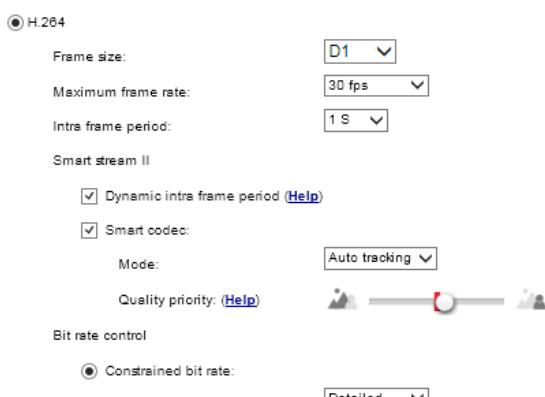 H.264
Frame size: D1
Maximum frame rate: 30 fps
Intra frame period: 1 S
Smart stream II
Dynamic intra frame period (Help)
Smart codec:
Mode: Auto tracking
Quality priority: (Help)
Bit rate control
Constrained bit rate:
Detailed